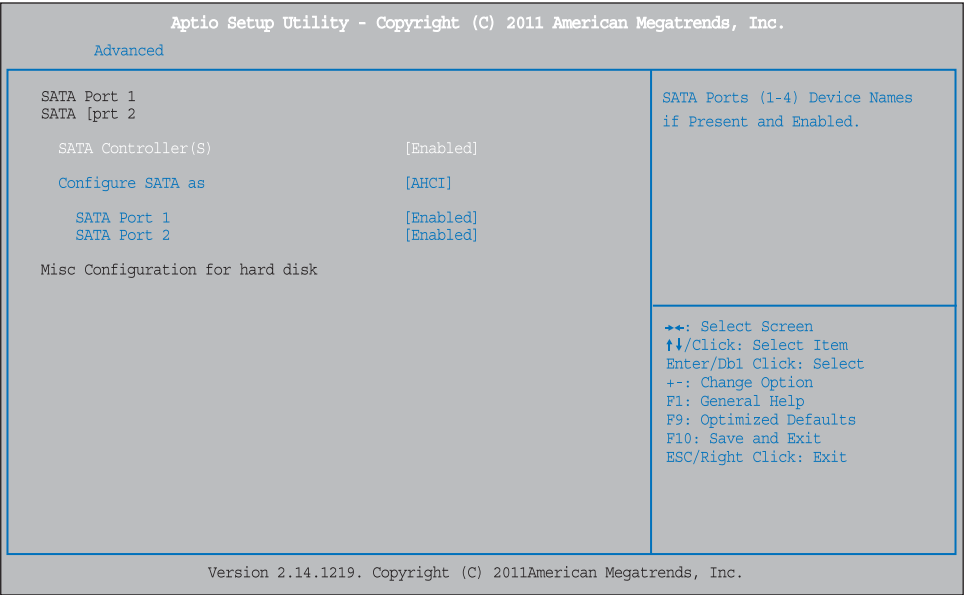 Aptio Setup Utility - Copyright (C) 2011 American Megatrends, Inc.
Advanced
SATA Port 1
SATA [prt 2
SATA Controller(S) [Enabled]
Configure SATA as [AHCI]
SATA Port 1 [Enabled]
SATA Port 2 [Enabled]
Misc Configuration for hard disk
SATA Ports (1-4) Device Names
if Present and Enabled.
→←: Select Screen
↑↓/Click: Select Item
Enter/Db1 Click: Select
+-: Change Option
F1: General Help
F9: Optimized Defaults
F10: Save and Exit
ESC/Right Click: Exit
Version 2.14.1219. Copyright (C) 2011American Megatrends, Inc.